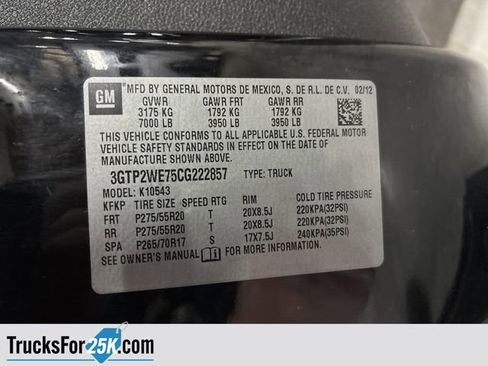 GM
MFD BY GENERAL MOTORS DE MEXICO, S. DE R.L. DE C.V. 02/12
GVWR GAWR FRT GAWR RR
3175 KG 1792 KG 1792 KG
7000 LB 3950 LB 3950 LB
THIS VEHICLE CONFORMS TO ALL APPLICABLE U.S. FEDERAL MOTOR
VEHICLE SAFETY STANDARDS IN EFFECT ON THE DATE OF MANUFACTURE
SHOWN ABOVE.
3GTP2WE75CG222857 TYPE: TRUCK
MODEL: K10543
KFKP TIRE SIZE SPEED RTG RIM COLD TIRE PRESSURE
FRT P275/55R20 T 20X8.5J 220KPA(32PSI)
RR P275/55R20 T 20X8.5J 220KPA(32PSI)
SPA P265/70R17 S 17X7.5J 240KPA(35PSI)
SEE OWNER'S MANUAL FOR MORE INFORMATION.
TrucksFor25K.com